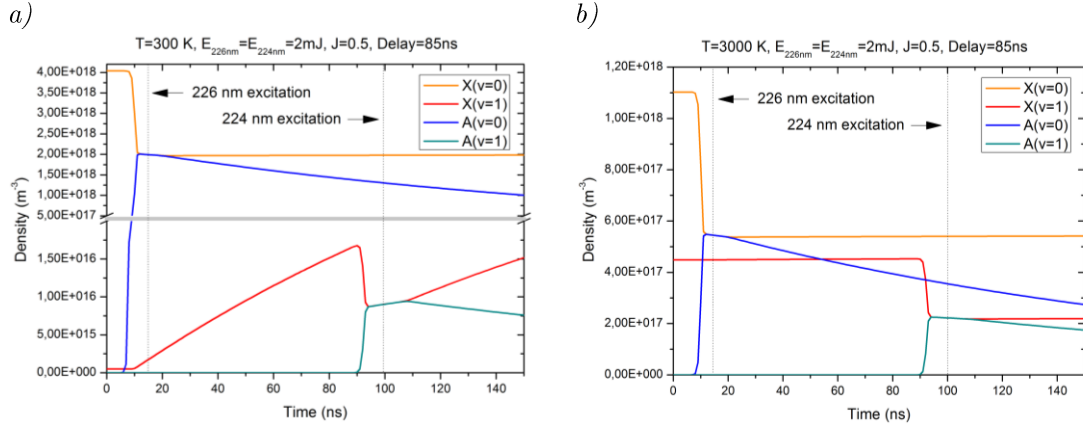 a)
T=300 K, E226nm=E224nm=2mJ, J=0.5, Delay=85ns
4,00E+018
3,50E+018
3,00E+018
2,50E+018
2,00E+018
1,50E+018
1,00E+018
5,00E+017
1,50E+016
1,00E+016
5,00E+015
0,00E+000
Density (m-3)
226 nm excitation
224 nm excitation
X(v=0)
X(v=1)
A(v=0)
A(v=1)
0 20 40 60 80 100 120 140
Time (ns)
b)
T=3000 K, E226nm=E224nm=2mJ, J=0.5, Delay=85ns
1,20E+018
1,00E+018
8,00E+017
6,00E+017
4,00E+017
2,00E+017
0,00E+000
Density (m-3)
226 nm excitation
224 nm excitation
X(v=0)
X(v=1)
A(v=0)
A(v=1)
0 20 40 60 80 100 120 140
Time (ns)